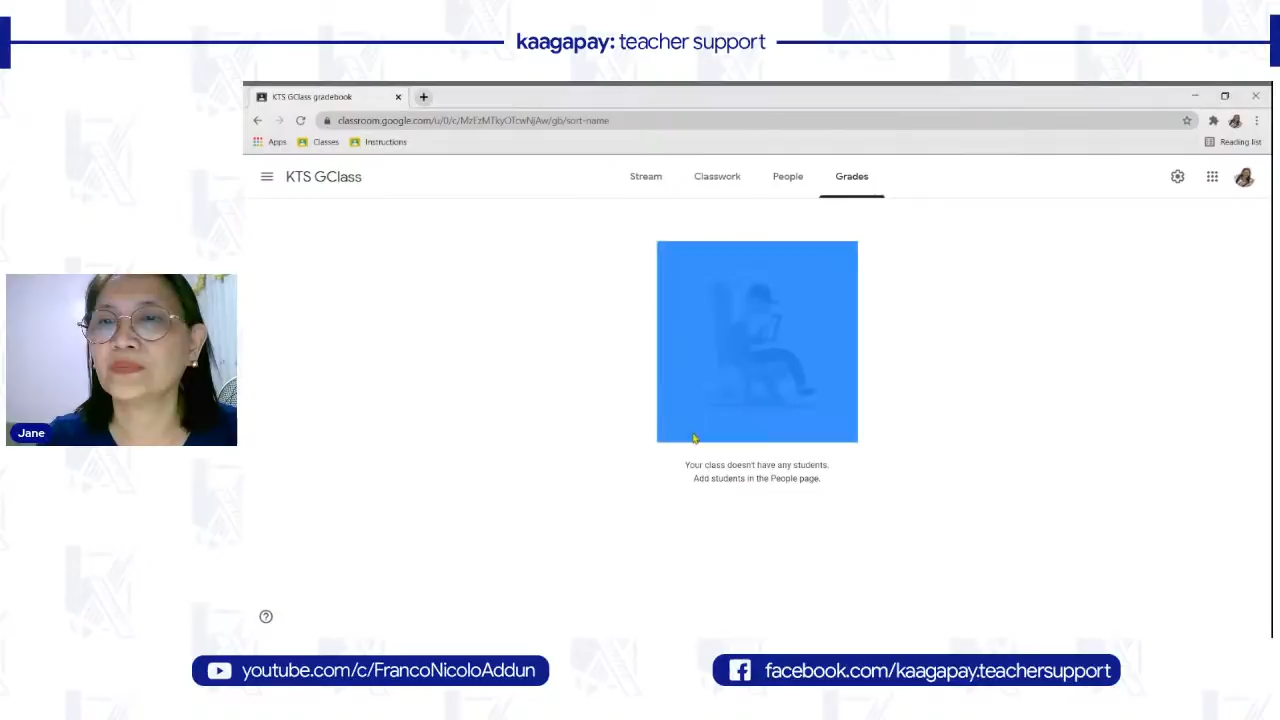 kaagapay: teacher support
KTS GClass gradebook
classroom.google.com/u/0/c/MzEzMTkyOTcwNjAw/gb/sort-name
Apps Classes Instructions Reading list
KTS GClass Stream Classwork People Grades
Jane
Your class doesn't have any students.
Add students in the People page.
youtube.com/c/FrancoNicoloAddun facebook.com/kaagapay.teachersupport